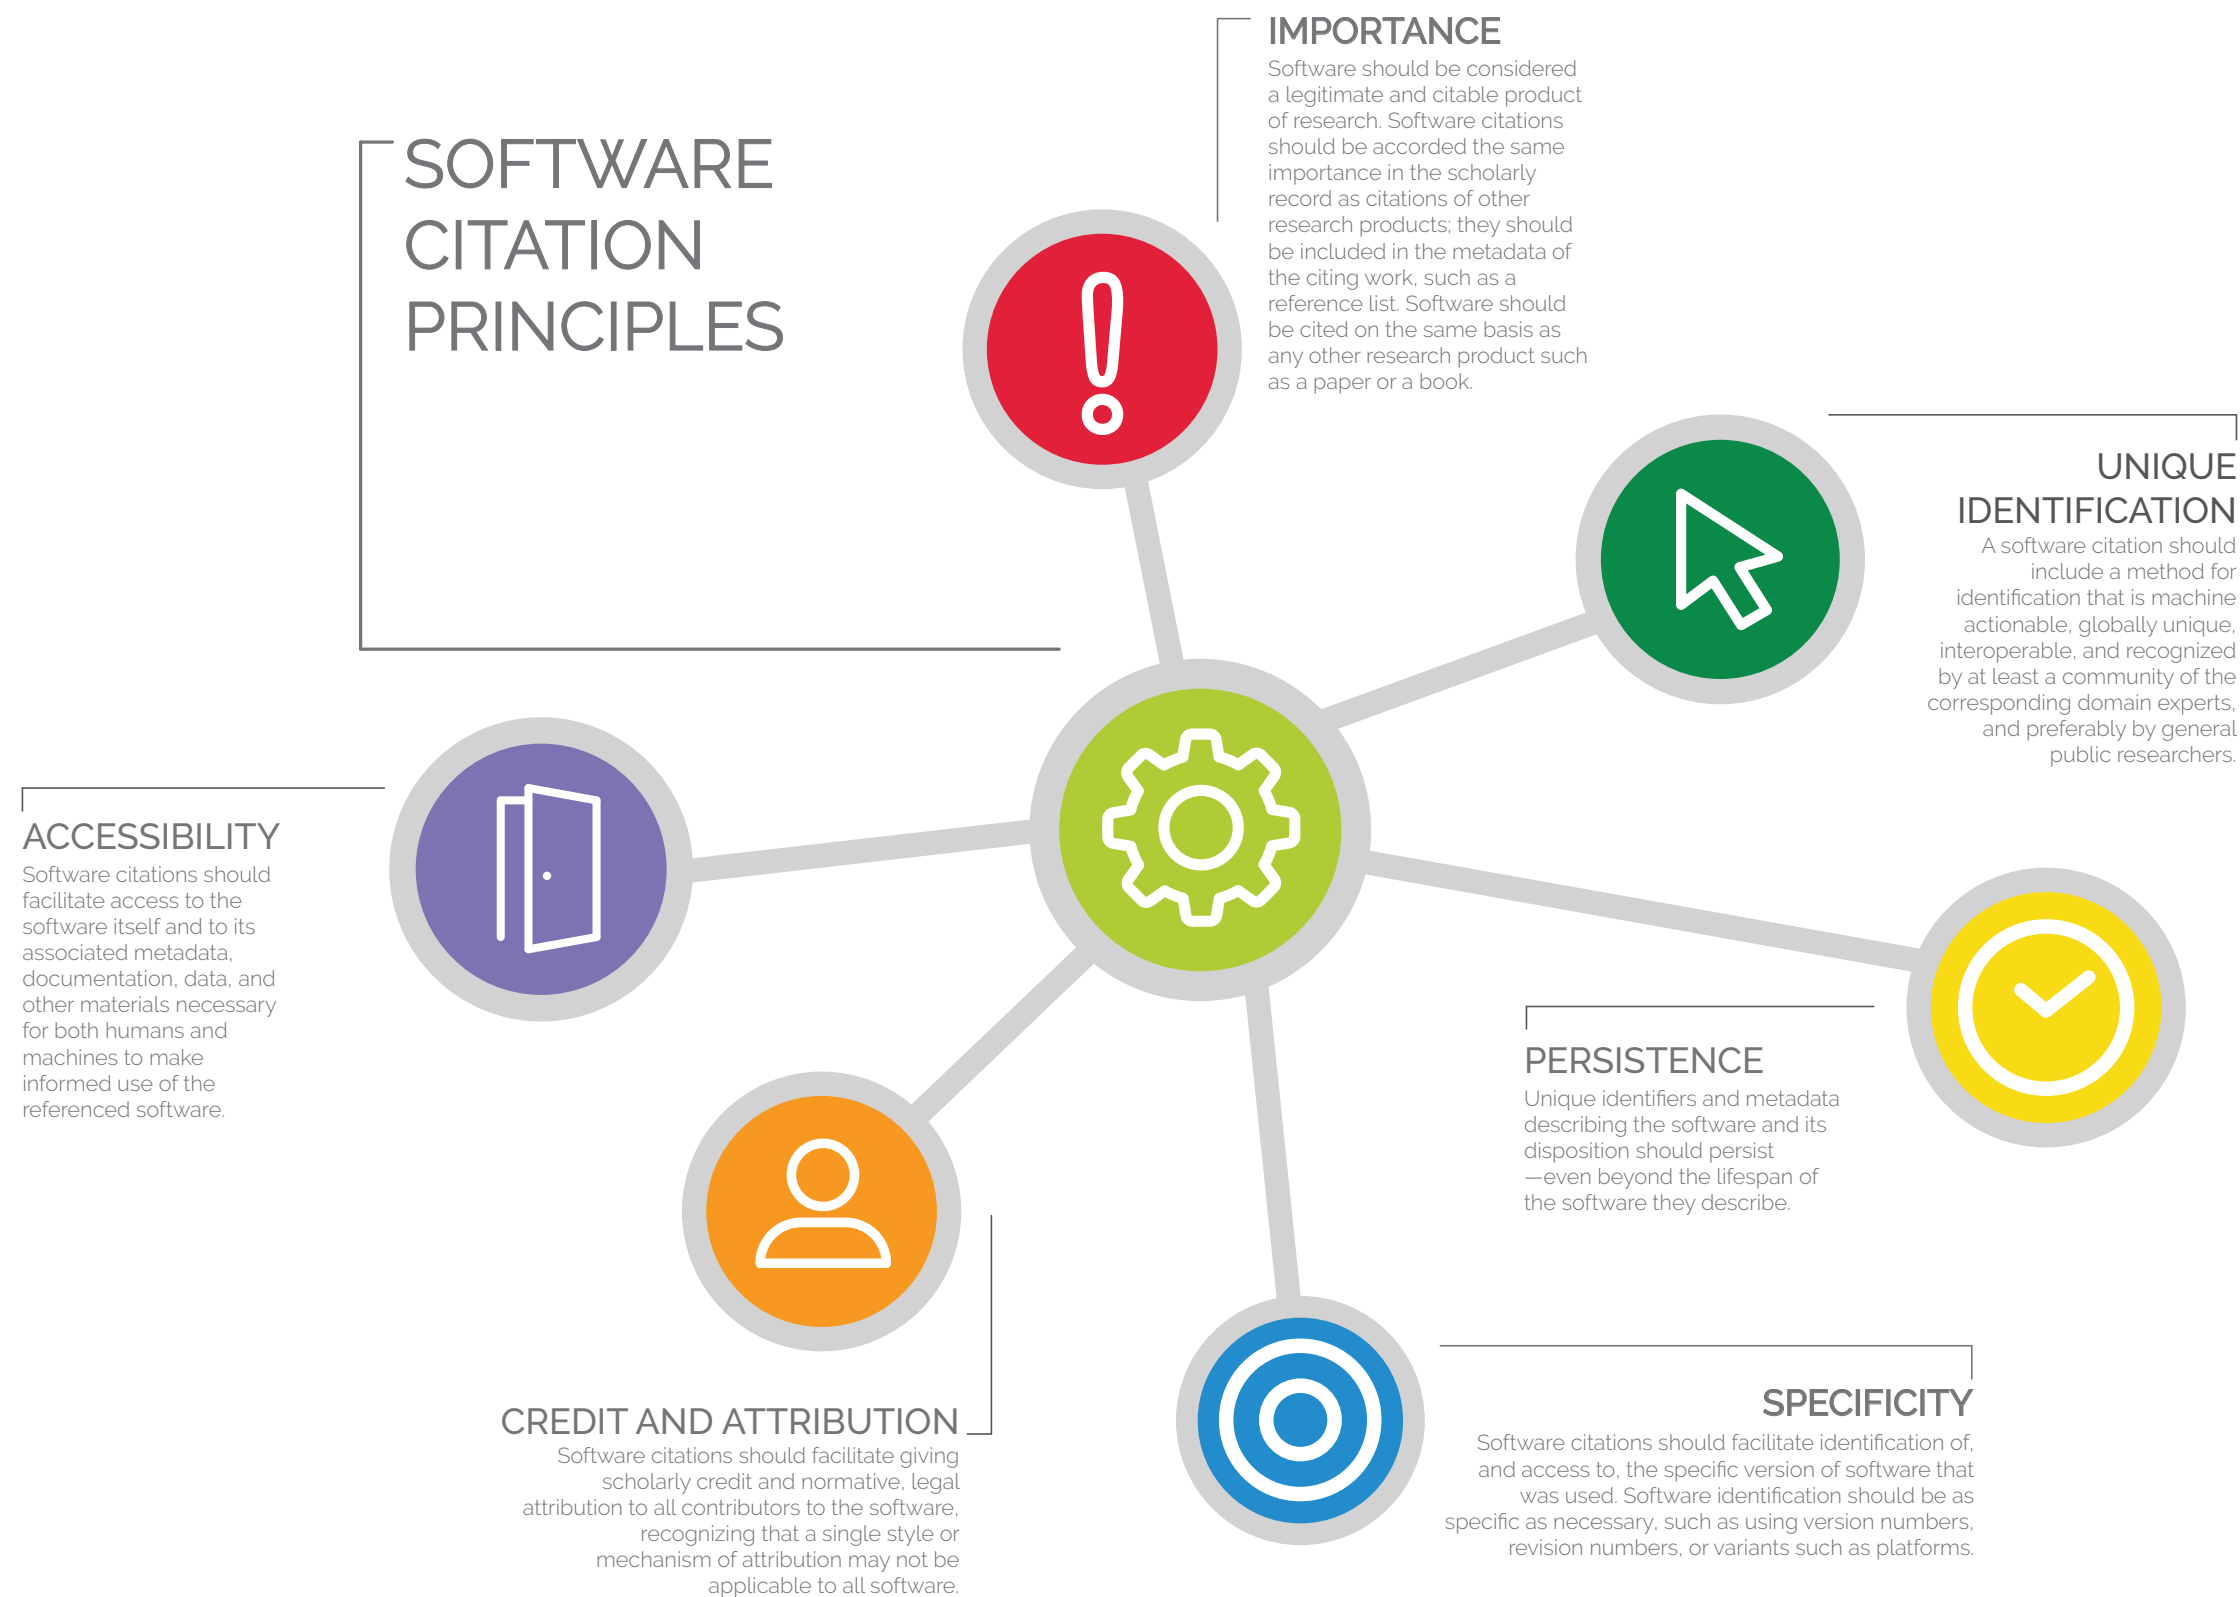 SOFTWARE
CITATION
PRINCIPLES
IMPORTANCE
Software should be considered
a legitimate and citable product
of research. Software citations
should be accorded the same
importance in the scholarly
record as citations of other
research products; they should
be included in the metadata of
the citing work, such as a
reference list. Software should
be cited on the same basis as
any other research product such
as a paper or a book.
UNIQUE
IDENTIFICATION
A software citation should
include a method for
identification that is machine
actionable, globally unique,
interoperable, and recognized
by at least a community of the
corresponding domain experts,
and preferably by general
public researchers.
ACCESSIBILITY
Software citations should
facilitate access to the
software itself and to its
associated metadata,
documentation, data, and
other materials necessary
for both humans and
machines to make
informed use of the
referenced software.
PERSISTENCE
Unique identifiers and metadata
describing the software and its
disposition should persist
—even beyond the lifespan of
the software they describe.
CREDIT AND ATTRIBUTION
Software citations should facilitate giving
scholarly credit and normative, legal
attribution to all contributors to the software,
recognizing that a single style or
mechanism of attribution may not be
applicable to all software.
SPECIFICITY
Software citations should facilitate identification of,
and access to, the specific version of software that
was used. Software identification should be as
specific as necessary, such as using version numbers,
revision numbers, or variants such as platforms.